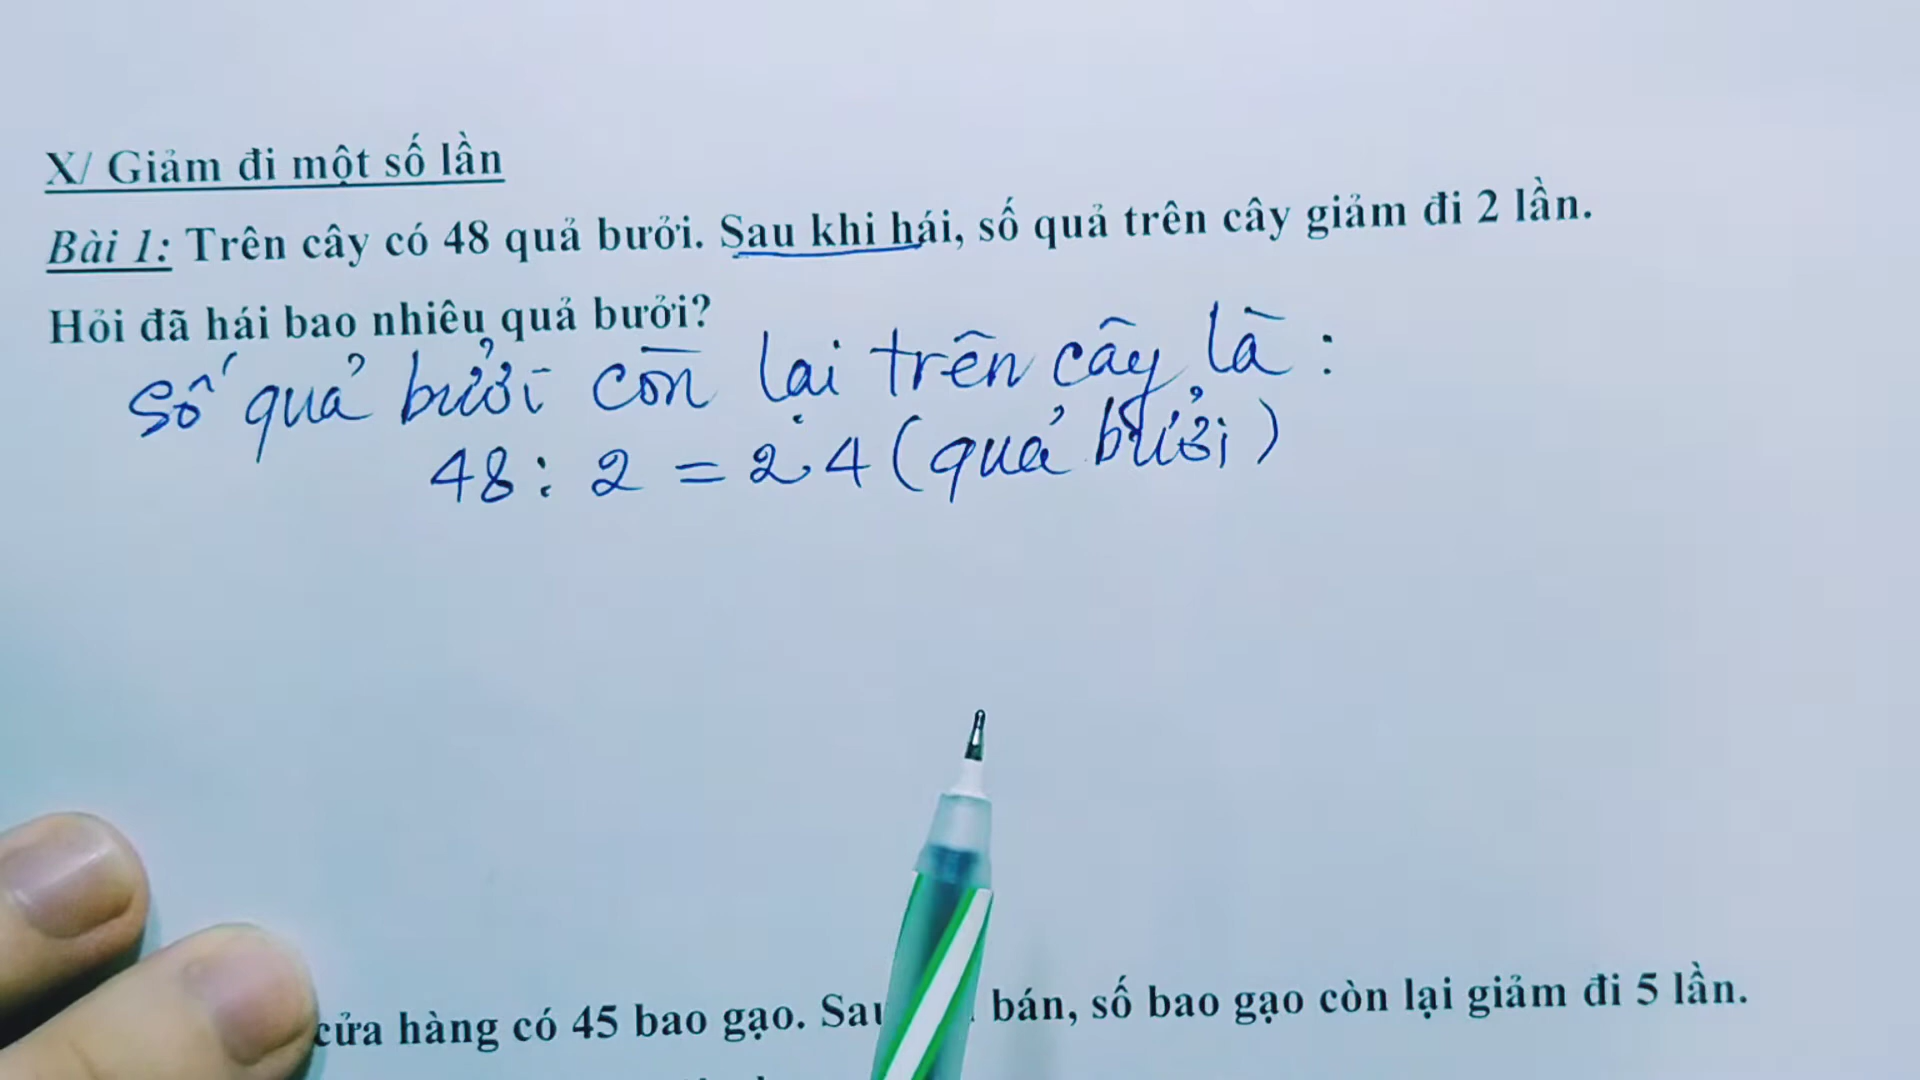 X/ Giảm đi một số lần
Bài 1: Trên cây có 48 quả bưởi. Sau khi hái, số quả trên cây giảm đi 2 lần.
Hỏi đã hái bao nhiêu quả bưởi?
Số quả bưởi còn lại trên cây là :
48 : 2 = 24 (quả bưởi)
cửa hàng có 45 bao gạo. Sau bán, số bao gạo còn lại giảm đi 5 lần.